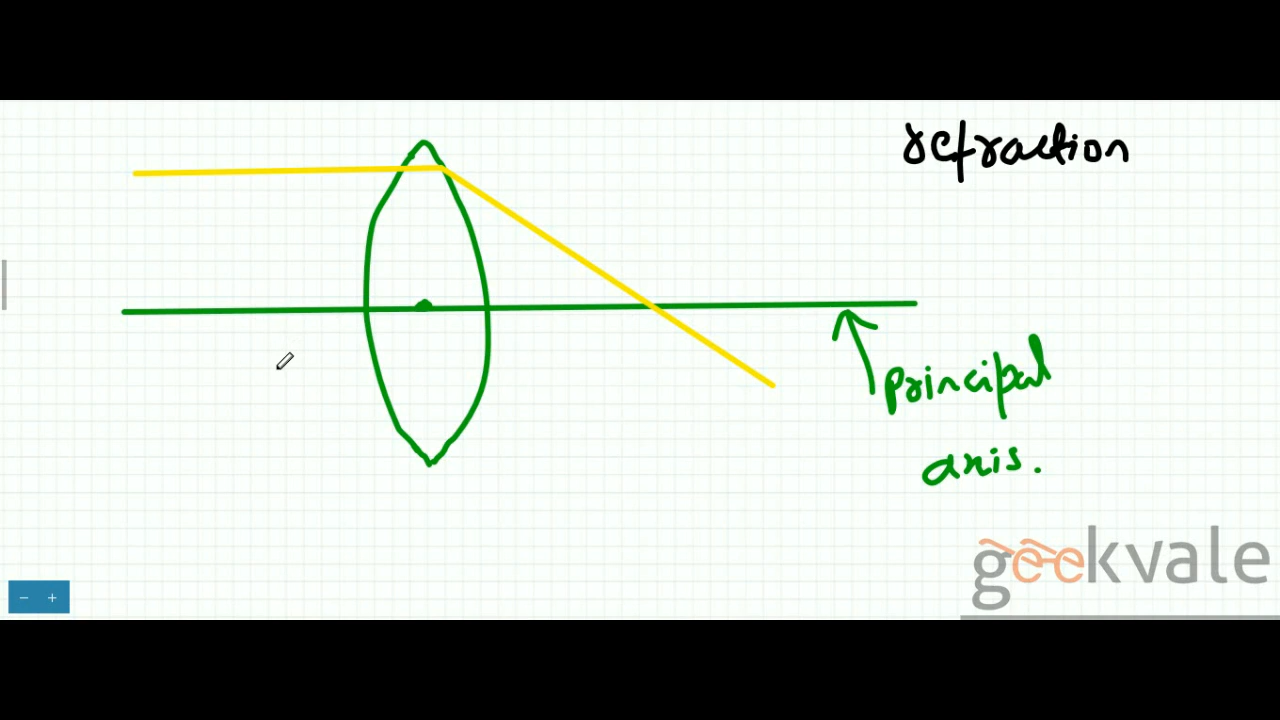 refraction
principal
axis.
geekvale
- +